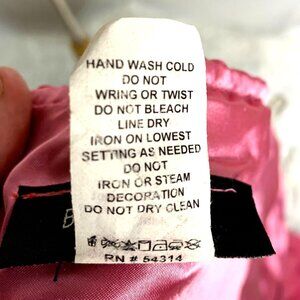 HAND WASH COLD
DO NOT
WRING OR TWIST
DO NOT BLEACH
LINE DRY
IRON ON LOWEST
SETTING AS NEEDED
DO NOT
IRON OR STEAM
DECORATION
DO NOT DRY CLEAN
RN # 54314